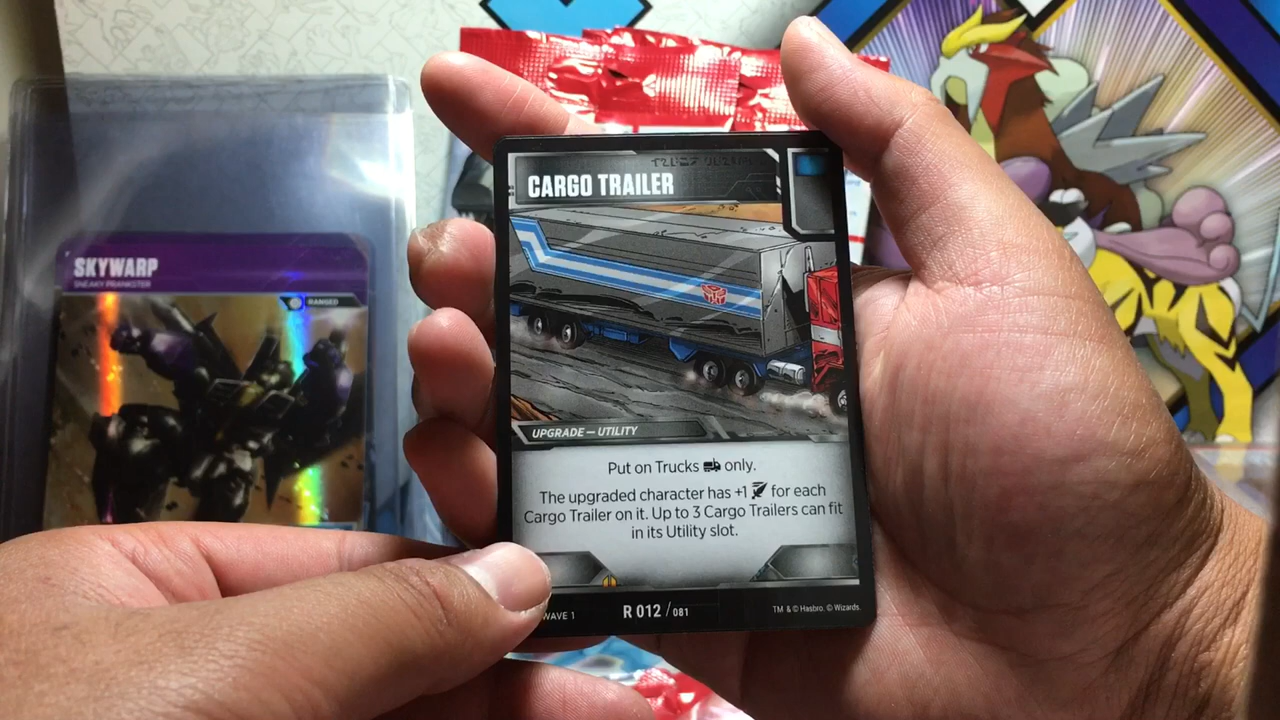 SKYWARP
SNEAKY PRANKSTER
RANGED
CARGO TRAILER
UPGRADE — UTILITY
Put on Trucks only.
The upgraded character has +1 for each
Cargo Trailer on it. Up to 3 Cargo Trailers can fit
in its Utility slot.
WAVE 1 R 012 / 081 TM & © Hasbro. © Wizards.